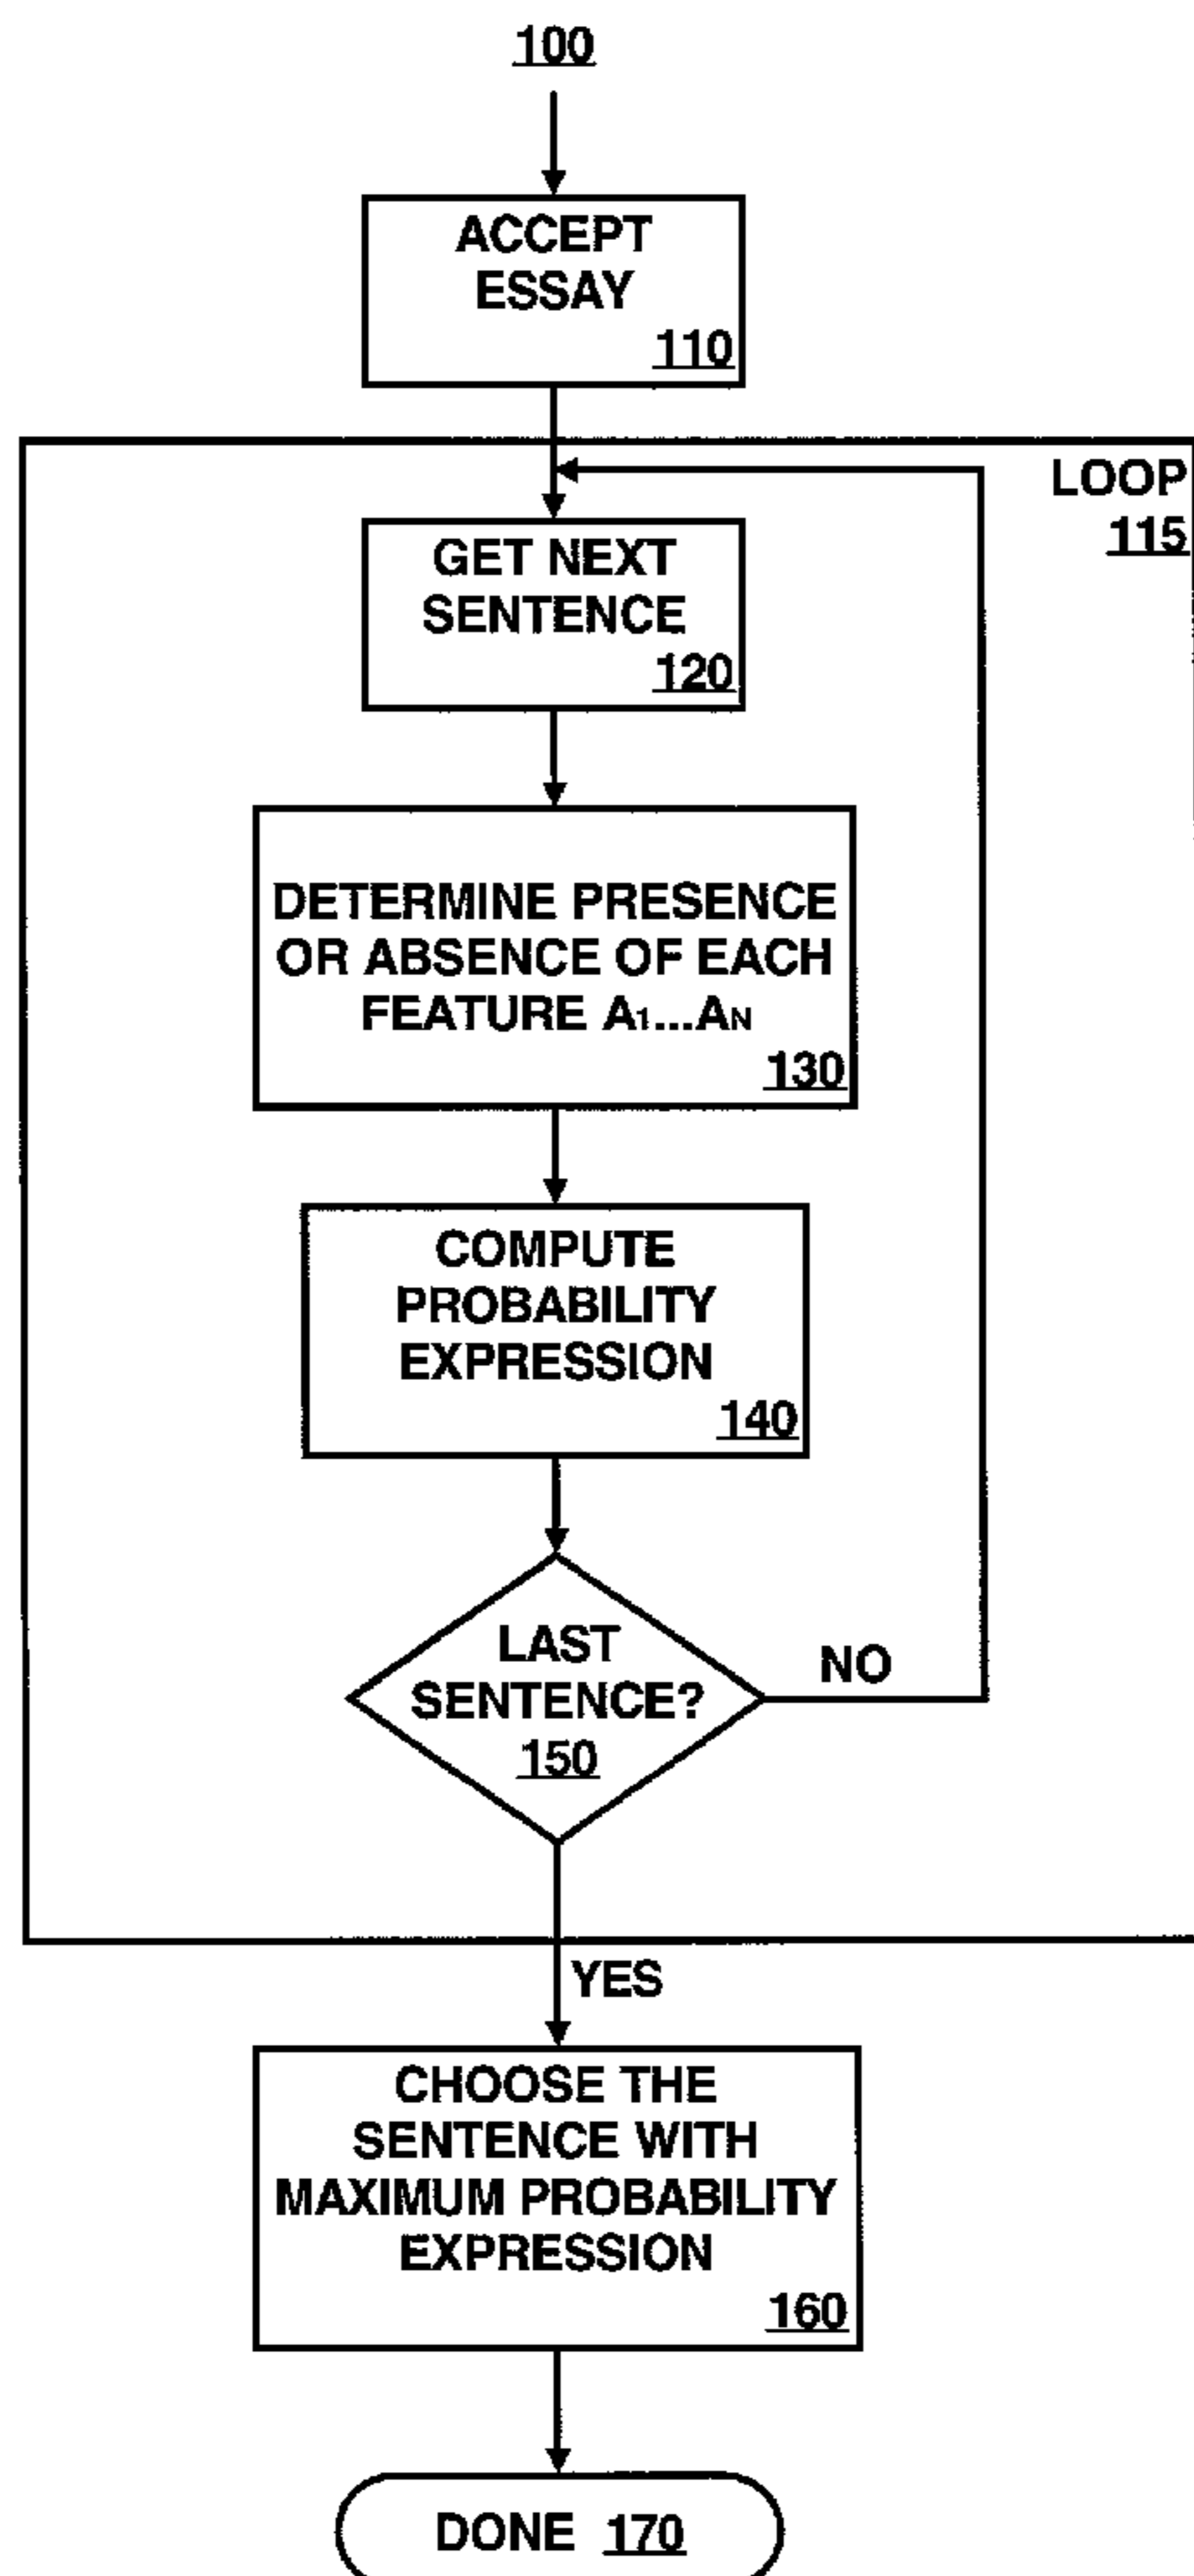 100
ACCEPT
ESSAY
110
LOOP
115
GET NEXT
SENTENCE
120
DETERMINE PRESENCE
OR ABSENCE OF EACH
FEATURE A1...AN
130
COMPUTE
PROBABILITY
EXPRESSION
140
LAST
SENTENCE?
150
NO
YES
CHOOSE THE
SENTENCE WITH
MAXIMUM PROBABILITY
EXPRESSION
160
DONE 170